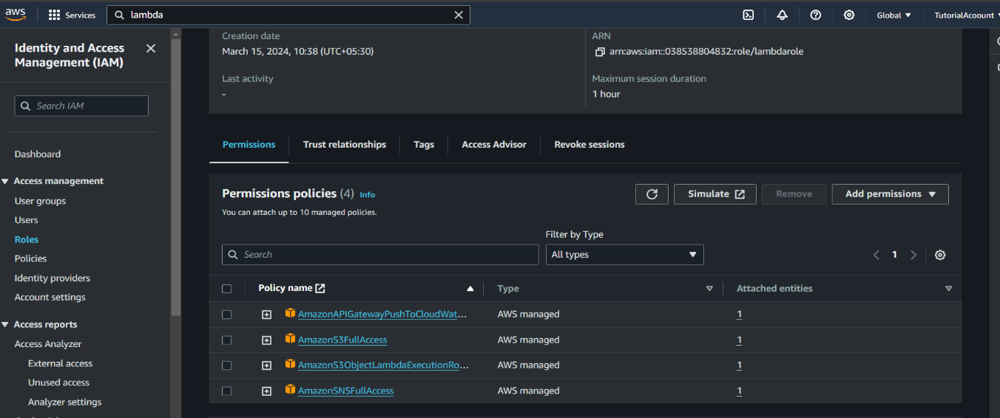 aws Services lambda Global TutorialAcoount
Identity and Access
Management (IAM)
Search IAM
Dashboard
Access management
User groups
Users
Roles
Policies
Identity providers
Account settings
Access reports
Access Analyzer
External access
Unused access
Analyzer settings
Creation date
March 15, 2024, 10:38 (UTC+05:30)
Last activity
-
ARN
arn:aws:iam::038538804832:role/lambdarole
Maximum session duration
1 hour
Permissions Trust relationships Tags Access Advisor Revoke sessions
Permissions policies (4) Info
Simulate Remove Add permissions
You can attach up to 10 managed policies.
Filter by Type
Search All types 1
Policy name Type Attached entities
AmazonAPIGatewayPushToCloudWat... AWS managed 1
AmazonS3FullAccess AWS managed 1
AmazonS3ObjectLambdaExecutionRo... AWS managed 1
AmazonSNSFullAccess AWS managed 1